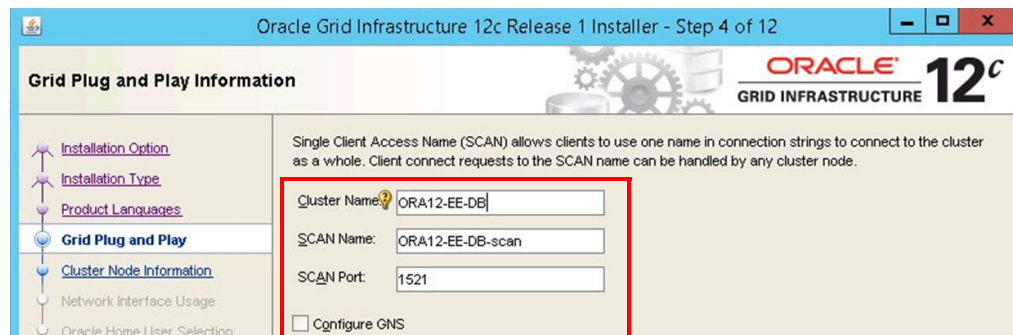 Oracle Grid Infrastructure 12c Release 1 Installer - Step 4 of 12
Grid Plug and Play Information
ORACLE
GRID INFRASTRUCTURE
12c
Installation Option
Installation Type
Product Languages
Grid Plug and Play
Cluster Node Information
Network Interface Usage
Oracle Home User Selection
Single Client Access Name (SCAN) allows clients to use one name in connection strings to connect to the cluster
as a whole. Client connect requests to the SCAN name can be handled by any cluster node.
Cluster Name: ORA12-EE-DB
SCAN Name: ORA12-EE-DB-scan
SCAN Port: 1521
Configure GNS